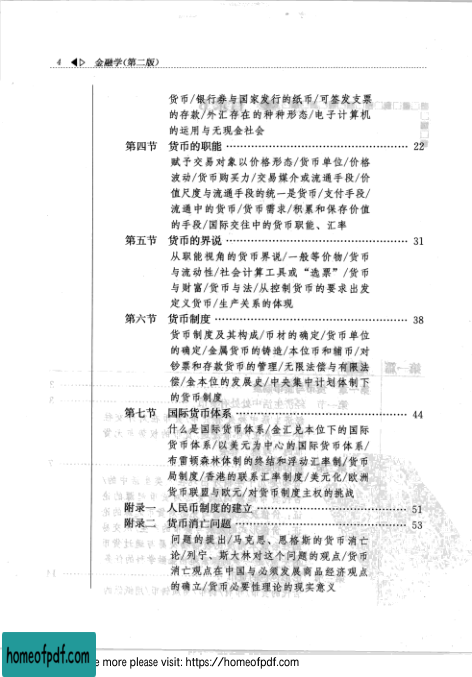 4 ◀▷ 金融学(第二版)
货币/银行券与国家发行的纸币/可签发支票
的存款/外汇存在的种种形态/电子计算机
的运用与无现金社会
第四节 货币的职能 …………………………………… 22
赋予交易对象以价格形态/货币单位/价格
波动/货币购买力/交易媒介或流通手段/价
值尺度与流通手段的统一是货币/支付手段/
流通中的货币/货币需求/积累和保存价值
的手段/国际交往中的货币职能、汇率
第五节 货币的界说 …………………………………… 31
从职能视角的货币界说/一般等价物/货币
与流动性/社会计算工具或“选票”/货币
与财富/货币与法/从控制货币的要求出发
定义货币/生产关系的体现
第六节 货币制度 ……………………………………… 38
货币制度及其构成/币材的确定/货币单位
的确定/金属货币的铸造/本位币和辅币/对
钞票和存款货币的管理/无限法偿与有限法
偿/金本位的发展史/中央集中计划体制下
的货币制度
第七节 国际货币体系 ………………………………… 44
什么是国际货币体系/金汇兑本位下的国际
货币体系/以美元为中心的国际货币体系/
布雷顿森林体制的终结和浮动汇率制/货币
局制度/香港的联系汇率制度/美元化/欧洲
货币联盟与欧元/对货币制度主权的挑战
附录一 人民币制度的建立 …………………………… 51
附录二 货币消亡问题 ………………………………… 53
问题的提出/马克思、恩格斯的货币消亡
论/列宁、斯大林对这个问题的观点/货币
消亡观点在中国与必须发展商品经济观点
的确立/货币必要性理论的现实意义
homeofpdf.com
e more please visit: https://homeofpdf.com